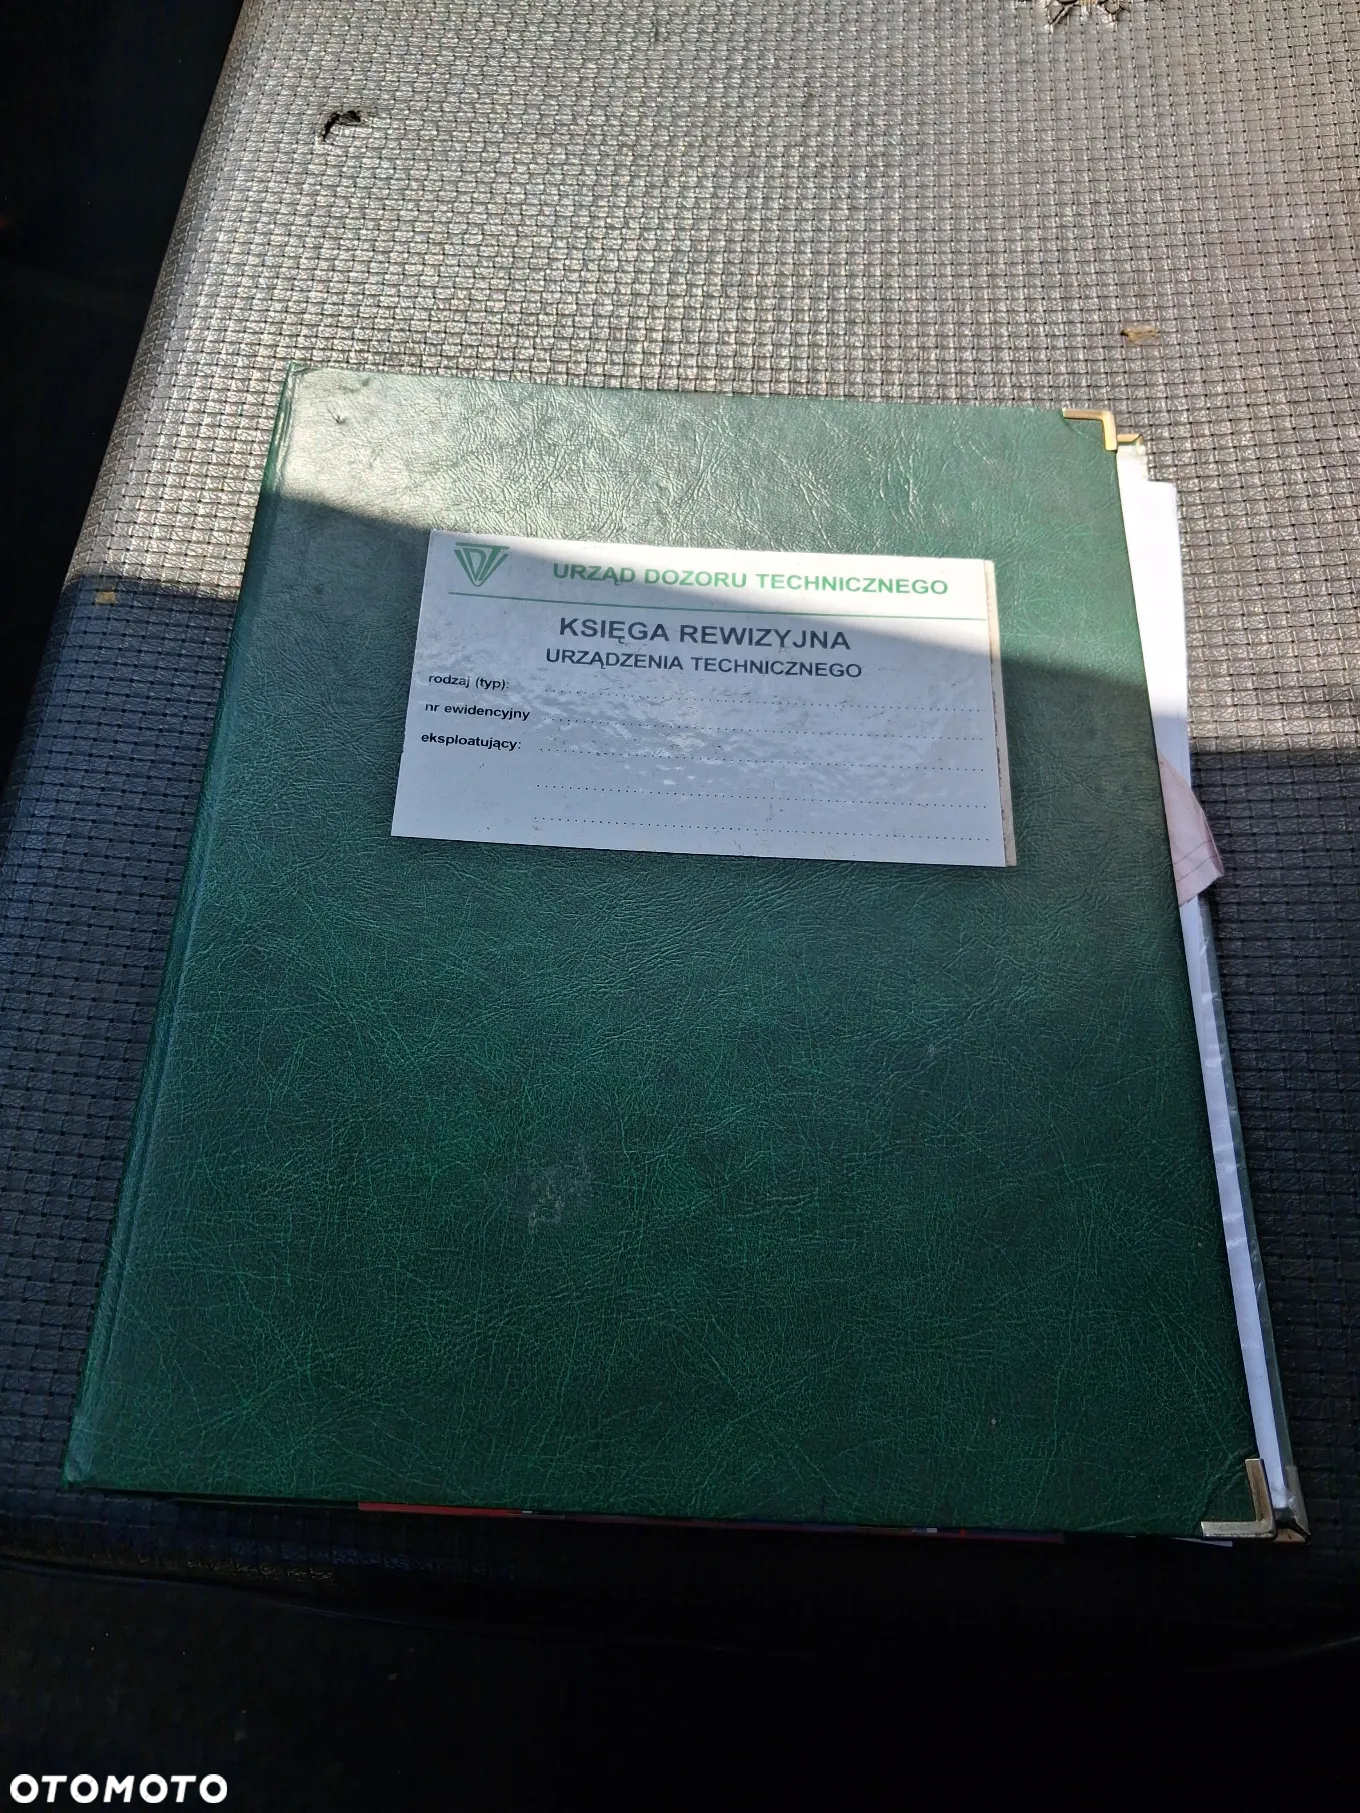 UDT
URZĄD DOZORU TECHNICZNEGO
KSIĘGA REWIZYJNA
URZĄDZENIA TECHNICZNEGO
rodzaj (typ):
nr ewidencyjny
eksploatujący:
OTOMOTO